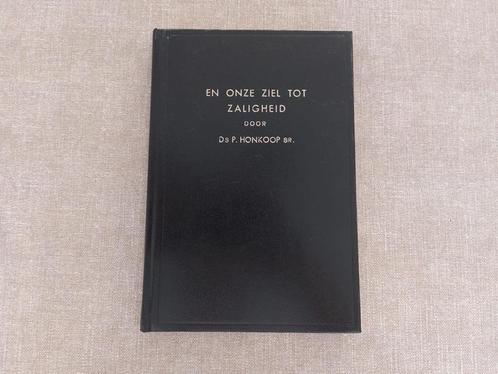 EN ONZE ZIEL TOT
ZALIGHEID
DOOR
Ds P. HONKOOP SR.